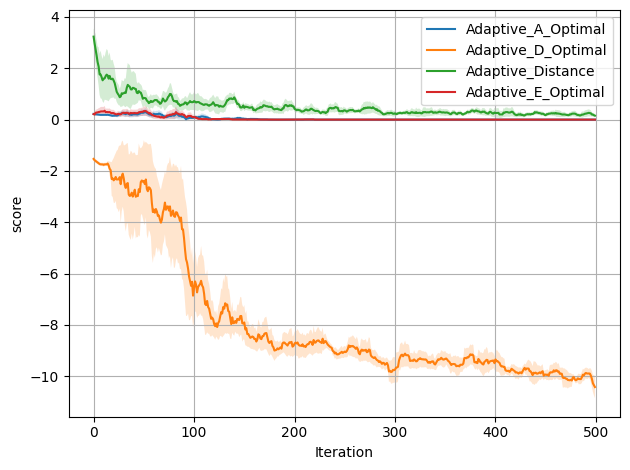 4
2
0
−2
−4
−6
−8
−10
score
0
100
200
300
400
500
Iteration
Adaptive_A_Optimal
Adaptive_D_Optimal
Adaptive_Distance
Adaptive_E_Optimal